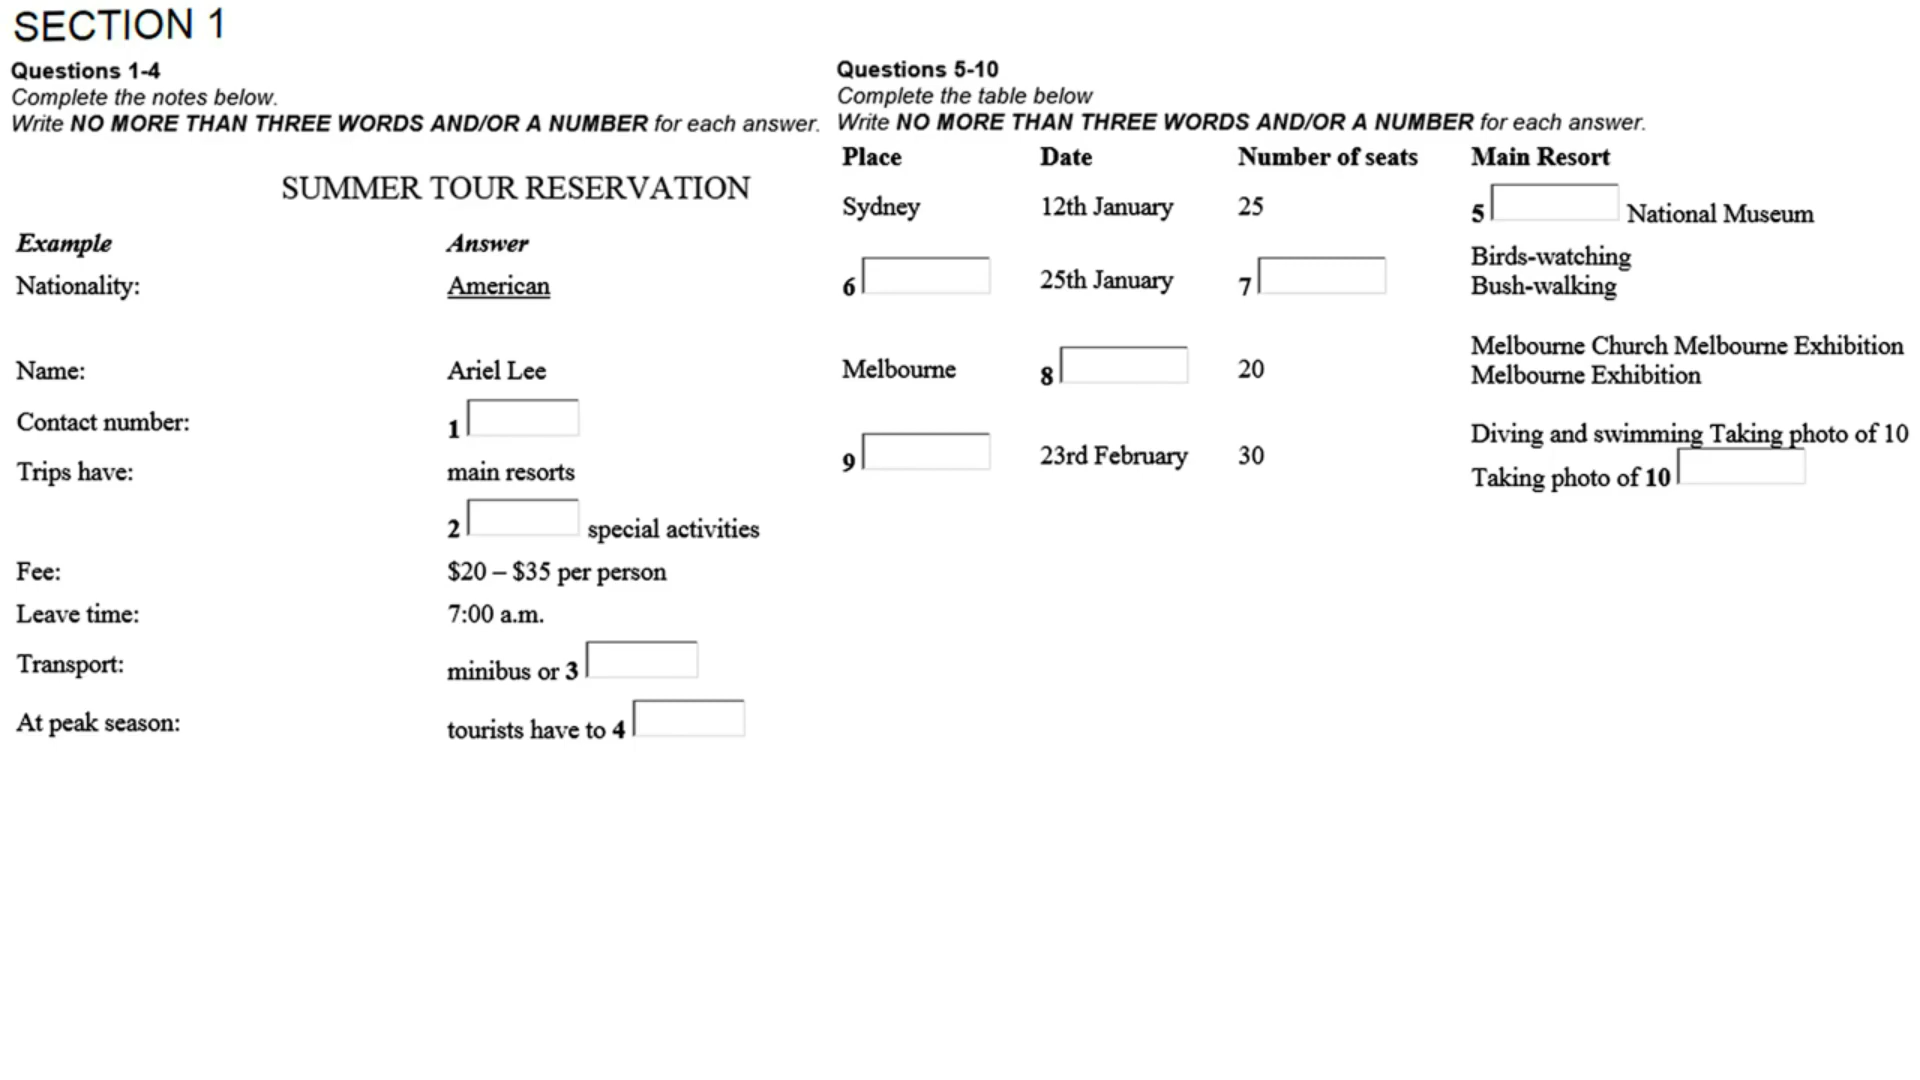 SECTION 1
Questions 1-4
Complete the notes below.
Write NO MORE THAN THREE WORDS AND/OR A NUMBER for each answer.
SUMMER TOUR RESERVATION
Example Answer
Nationality: American
Name: Ariel Lee
Contact number: 1
Trips have: main resorts
2 special activities
Fee: $20 – $35 per person
Leave time: 7:00 a.m.
Transport: minibus or 3
At peak season: tourists have to 4
Questions 5-10
Complete the table below
Write NO MORE THAN THREE WORDS AND/OR A NUMBER for each answer.
Place Date Number of seats Main Resort
Sydney 12th January 25 5 National Museum
6 25th January 7 Birds-watching
Bush-walking
Melbourne 8 20 Melbourne Church Melbourne Exhibition
Melbourne Exhibition
9 23rd February 30 Diving and swimming Taking photo of 10
Taking photo of 10